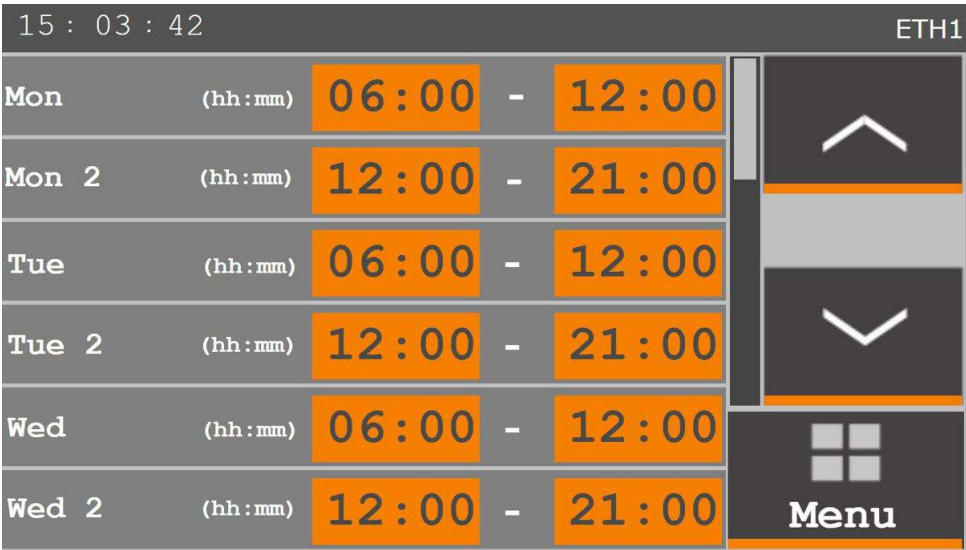 15: 03: 42 ETH1
Mon (hh:mm) 06:00 - 12:00
Mon 2 (hh:mm) 12:00 - 21:00
Tue (hh:mm) 06:00 - 12:00
Tue 2 (hh:mm) 12:00 - 21:00
Wed (hh:mm) 06:00 - 12:00
Wed 2 (hh:mm) 12:00 - 21:00
Menu